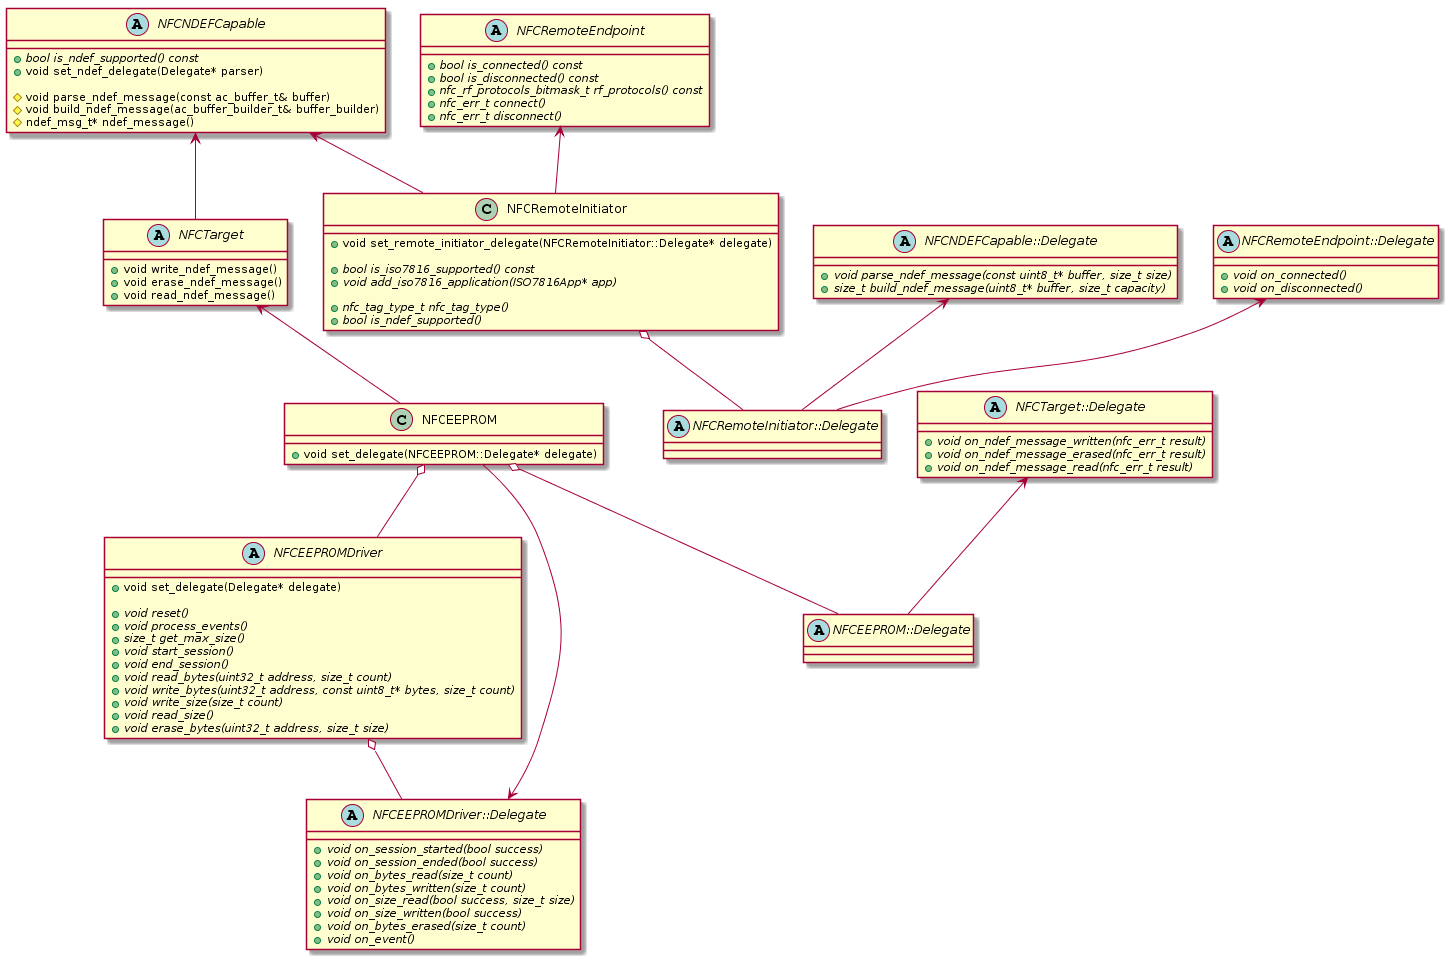 A NFCNDEFCapable
bool is_ndef_supported() const
void set_ndef_delegate(Delegate* parser)
void parse_ndef_message(const ac_buffer_t& buffer)
void build_ndef_message(ac_buffer_builder_t& buffer_builder)
ndef_msg_t* ndef_message()
A NFCRemoteEndpoint
bool is_connected() const
bool is_disconnected() const
nfc_rf_protocols_bitmask_t rf_protocols() const
nfc_err_t connect()
nfc_err_t disconnect()
A NFCTarget
void write_ndef_message()
void erase_ndef_message()
void read_ndef_message()
C NFCRemoteInitiator
void set_remote_initiator_delegate(NFCRemoteInitiator::Delegate* delegate)
bool is_iso7816_supported() const
void add_iso7816_application(ISO7816App* app)
nfc_tag_type_t nfc_tag_type()
bool is_ndef_supported()
A NFCNDEFCapable::Delegate
void parse_ndef_message(const uint8_t* buffer, size_t size)
size_t build_ndef_message(uint8_t* buffer, size_t capacity)
A NFCRemoteEndpoint::Delegate
void on_connected()
void on_disconnected()
C NFCEEPROM
void set_delegate(NFCEEPROM::Delegate* delegate)
A NFCRemoteInitiator::Delegate
A NFCTarget::Delegate
void on_ndef_message_written(nfc_err_t result)
void on_ndef_message_erased(nfc_err_t result)
void on_ndef_message_read(nfc_err_t result)
A NFCEEPROMDriver
void set_delegate(Delegate* delegate)
void reset()
void process_events()
size_t get_max_size()
void start_session()
void end_session()
void read_bytes(uint32_t address, size_t count)
void write_bytes(uint32_t address, const uint8_t* bytes, size_t count)
void write_size(size_t count)
void read_size()
void erase_bytes(uint32_t address, size_t size)
A NFCEEPROM::Delegate
A NFCEEPROMDriver::Delegate
void on_session_started(bool success)
void on_session_ended(bool success)
void on_bytes_read(size_t count)
void on_bytes_written(size_t count)
void on_size_read(bool success, size_t size)
void on_size_written(bool success)
void on_bytes_erased(size_t count)
void on_event()